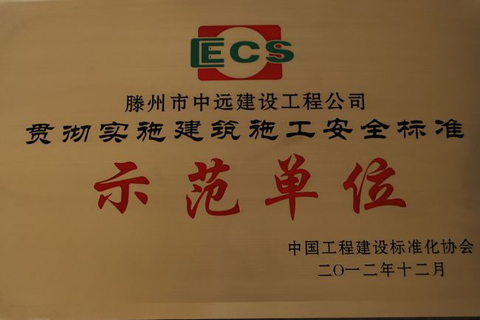 CECS
滕州市中远建设工程公司
贯彻实施建筑施工安全标准
示范单位
中国工程建设标准化协会
二〇一二年十二月